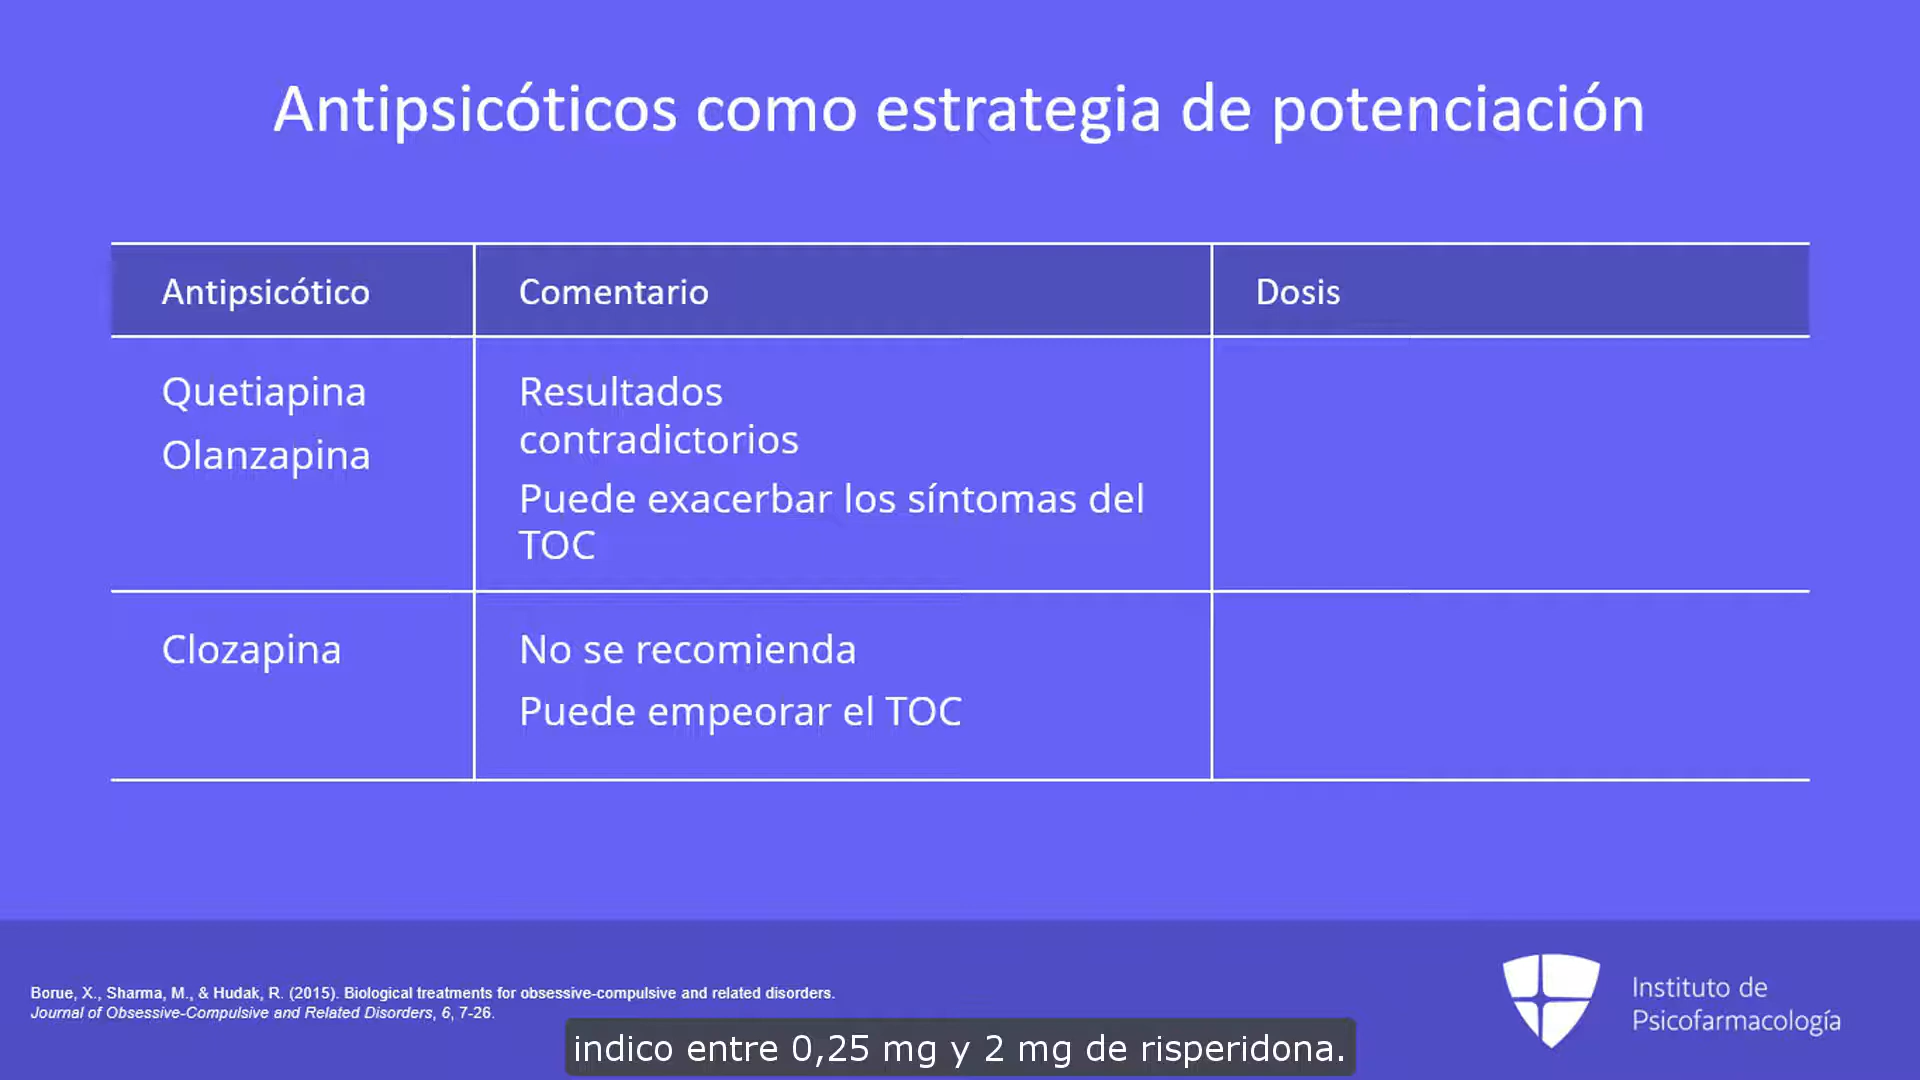 Antipsicóticos como estrategia de potenciación
Antipsicótico
Comentario
Dosis
Quetiapina
Olanzapina
Resultados
contradictorios
Puede exacerbar los síntomas del
TOC
Clozapina
No se recomienda
Puede empeorar el TOC
Borue, X., Sharma, M., & Hudak, R. (2015). Biological treatments for obsessive-compulsive and related disorders.
Journal of Obsessive-Compulsive and Related Disorders, 6, 7-26.
Instituto de
Psicofarmacología
indico entre 0,25 mg y 2 mg de risperidona.